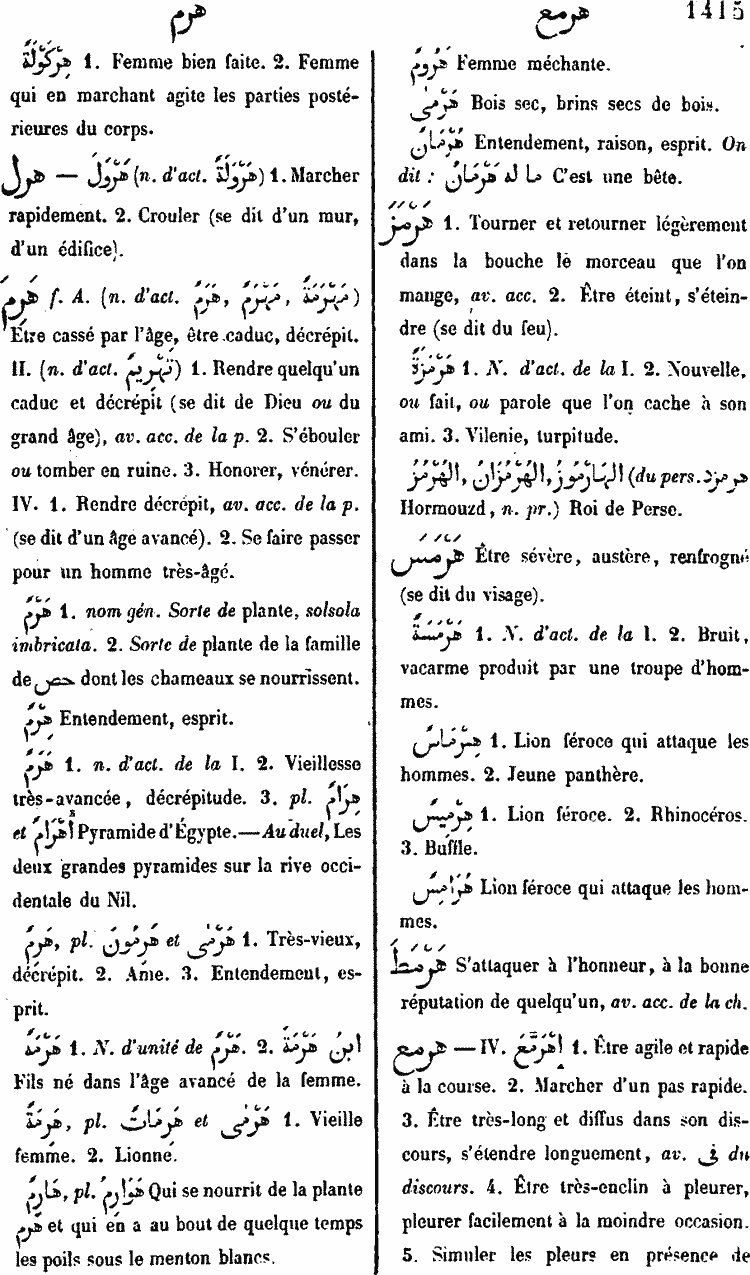 هرم هرمع 1415
هِرْكَوْلَةٌ 1. Femme bien faite. 2. Femme
qui en marchant agite les parties posté-
rieures du corps.
هرول — هَرْوَلَ (n. d'act. هَرْوَلَةٌ) 1. Marcher
rapidement. 2. Crouler (se dit d'un mur,
d'un édifice).
هَرِمَ f. A. (n. d'act. هَرَمٌ, مَهْرَمٌ, مَهْرَمَةٌ)
Être cassé par l'âge, être caduc, décrépit.
II. (n. d'act. تَهْرِيمٌ) 1. Rendre quelqu'un
caduc et décrépit (se dit de Dieu ou du
grand âge), av. acc. de la p. 2. S'ébouler
ou tomber en ruine. 3. Honorer, vénérer.
IV. 1. Rendre décrépit, av. acc. de la p.
(se dit d'un âge avancé). 2. Se faire passer
pour un homme très-âgé.
هَرْمٌ 1. nom gén. Sorte de plante, solsola
imbricata. 2. Sorte de plante de la famille
de حمص dont les chameaux se nourrissent.
هِرْمٌ Entendement, esprit.
هَرَمٌ 1. n. d'act. de la I. 2. Vieillesse
très-avancée, décrépitude. 3. pl. هِرَامٌ
et أَهْرَامٌ Pyramide d'Égypte.—Au duel, Les
deux grandes pyramides sur la rive occi-
dentale du Nil.
هَرِمٌ, pl. هَرِمُونَ et هَرْمَى 1. Très-vieux,
décrépit. 2. Ame. 3. Entendement, es-
prit.
هَرْمَةٌ 1. N. d'unité de هَرْمٌ. 2. ابنُ هَرْمَةَ
Fils né dans l'âge avancé de la femme.
هَرِمَةٌ, pl. هَرِمَاتٌ et هَرْمَى 1. Vieille
femme. 2. Lionne.
هَارِمٌ, pl. هَوَارِمُ Qui se nourrit de la plante
هَرْم et qui en a au bout de quelque temps
les poils sous le menton blancs.
هَرُومٌ Femme méchante.
هَرْمَى Bois sec, brins secs de bois.
هُرْمَانٌ Entendement, raison, esprit. On
dit : ما له هُرْمَانٌ C'est une bête.
هَرْمَزَ 1. Tourner et retourner légèrement
dans la bouche le morceau que l'on
mange, av. acc. 2. Être éteint, s'étein-
dre (se dit du feu).
هَرْمَزَةٌ 1. N. d'act. de la I. 2. Nouvelle,
ou fait, ou parole que l'on cache à son
ami. 3. Vilenie, turpitude.
الهُرْمُزُ, الهُرْمُزَانُ, الهَارَمُوزُ (du pers. هرمزد
Hormouzd, n. pr.) Roi de Perse.
هَرْمَسَ Être sévère, austère, renfrogné
(se dit du visage).
هَرْمَسَةٌ 1. N. d'act. de la I. 2. Bruit,
vacarme produit par une troupe d'hom-
mes.
هِرْمَاسٌ 1. Lion féroce qui attaque les
hommes. 2. Jeune panthère.
هِرْمِيسٌ 1. Lion féroce. 2. Rhinocéros.
3. Buffle.
هُرَامِسٌ Lion féroce qui attaque les hom-
mes.
هَرْمَطَ S'attaquer à l'honneur, à la bonne
réputation de quelqu'un, av. acc. de la ch.
هرمع — IV. اِهْرَمَّعَ 1. Être agile et rapide
à la course. 2. Marcher d'un pas rapide.
3. Être très-long et diffus dans son dis-
cours, s'étendre longuement, av. فى du
discours. 4. Être très-enclin à pleurer,
pleurer facilement à la moindre occasion.
5. Simuler les pleurs en présence de